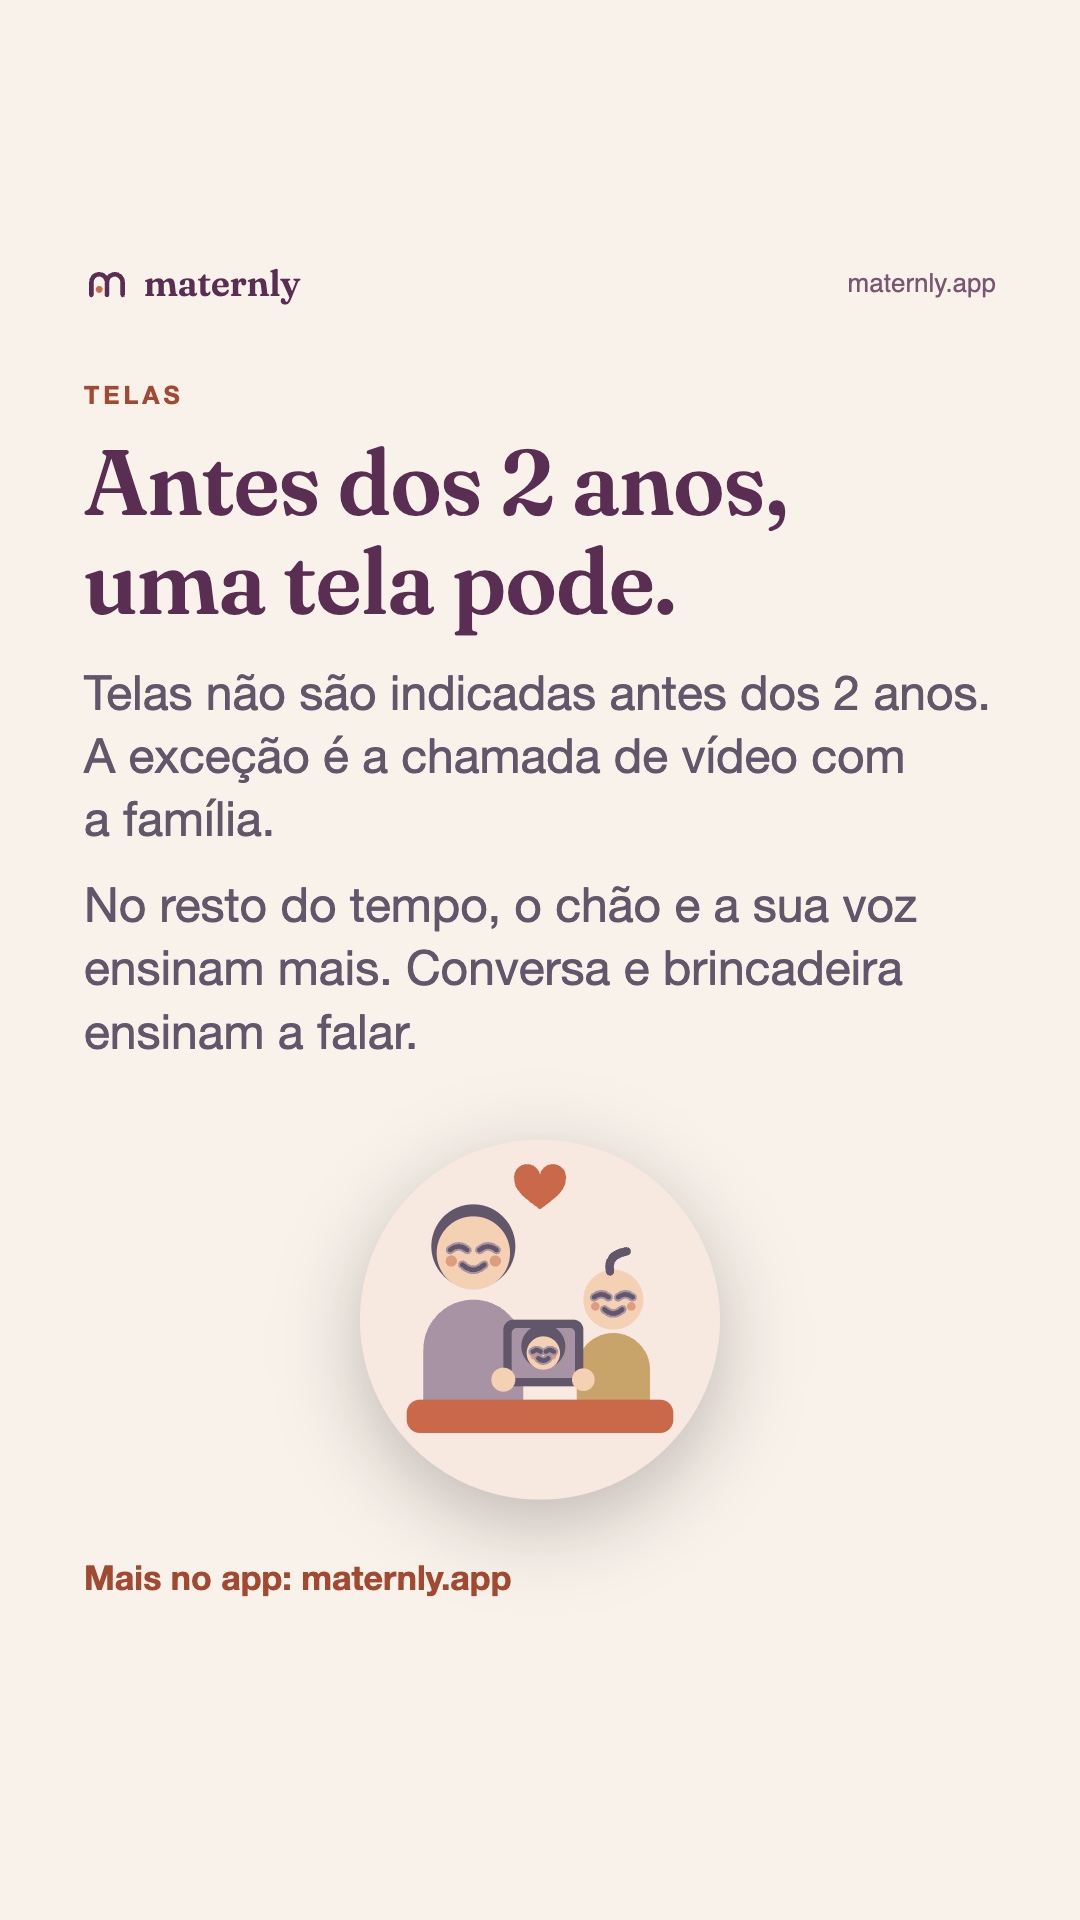 maternly
maternly.app
TELAS
Antes dos 2 anos,
uma tela pode.
Telas não são indicadas antes dos 2 anos.
A exceção é a chamada de vídeo com
a família.
No resto do tempo, o chão e a sua voz
ensinam mais. Conversa e brincadeira
ensinam a falar.
Mais no app: maternly.app